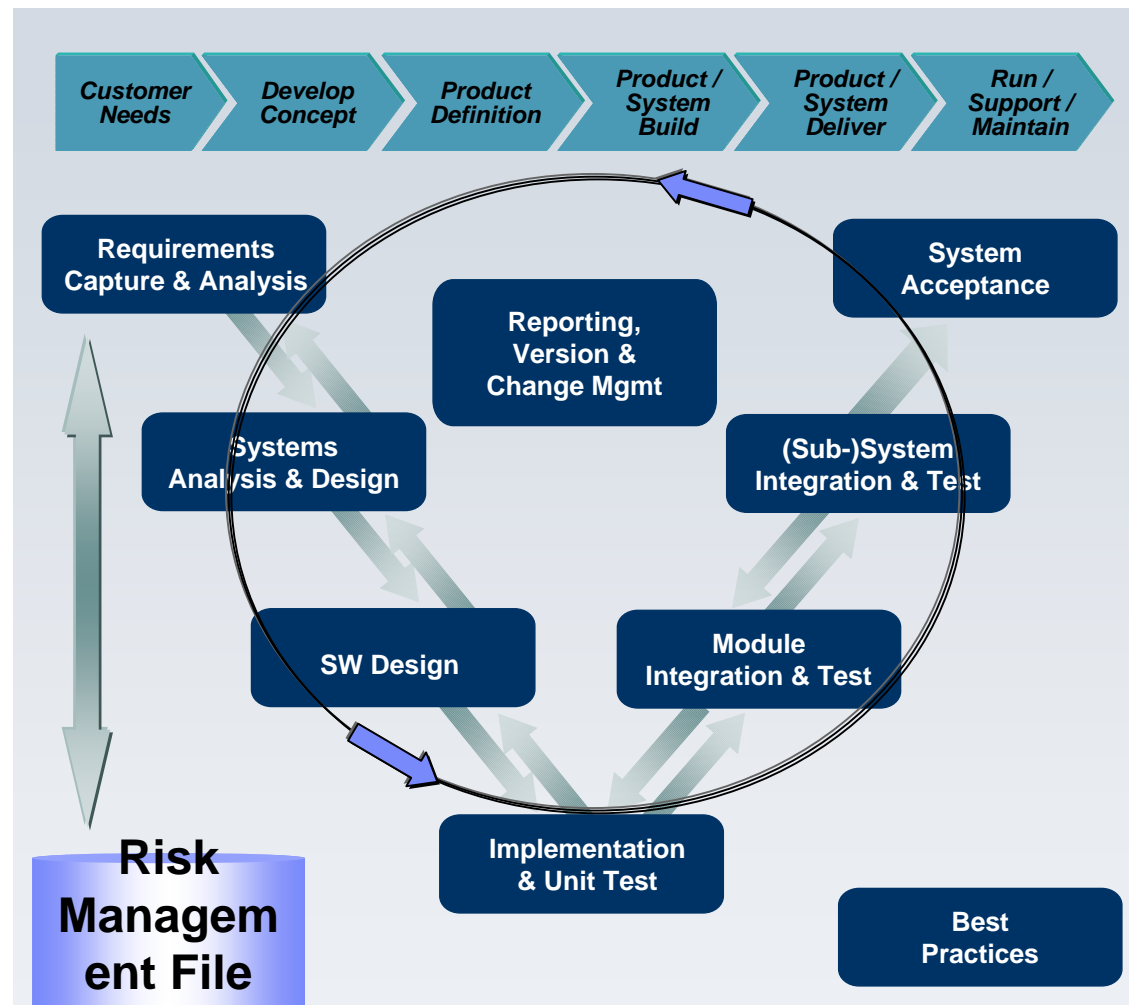 Customer
Needs
Develop
Concept
Product
Definition
Product /
System
Build
Product /
System
Deliver
Run /
Support /
Maintain
Requirements
Capture & Analysis
System
Acceptance
Reporting,
Version &
Change Mgmt
Systems
Analysis & Design
(Sub-)System
Integration & Test
SW Design
Module
Integration & Test
Implementation
& Unit Test
Risk
Managem
ent File
Best
Practices